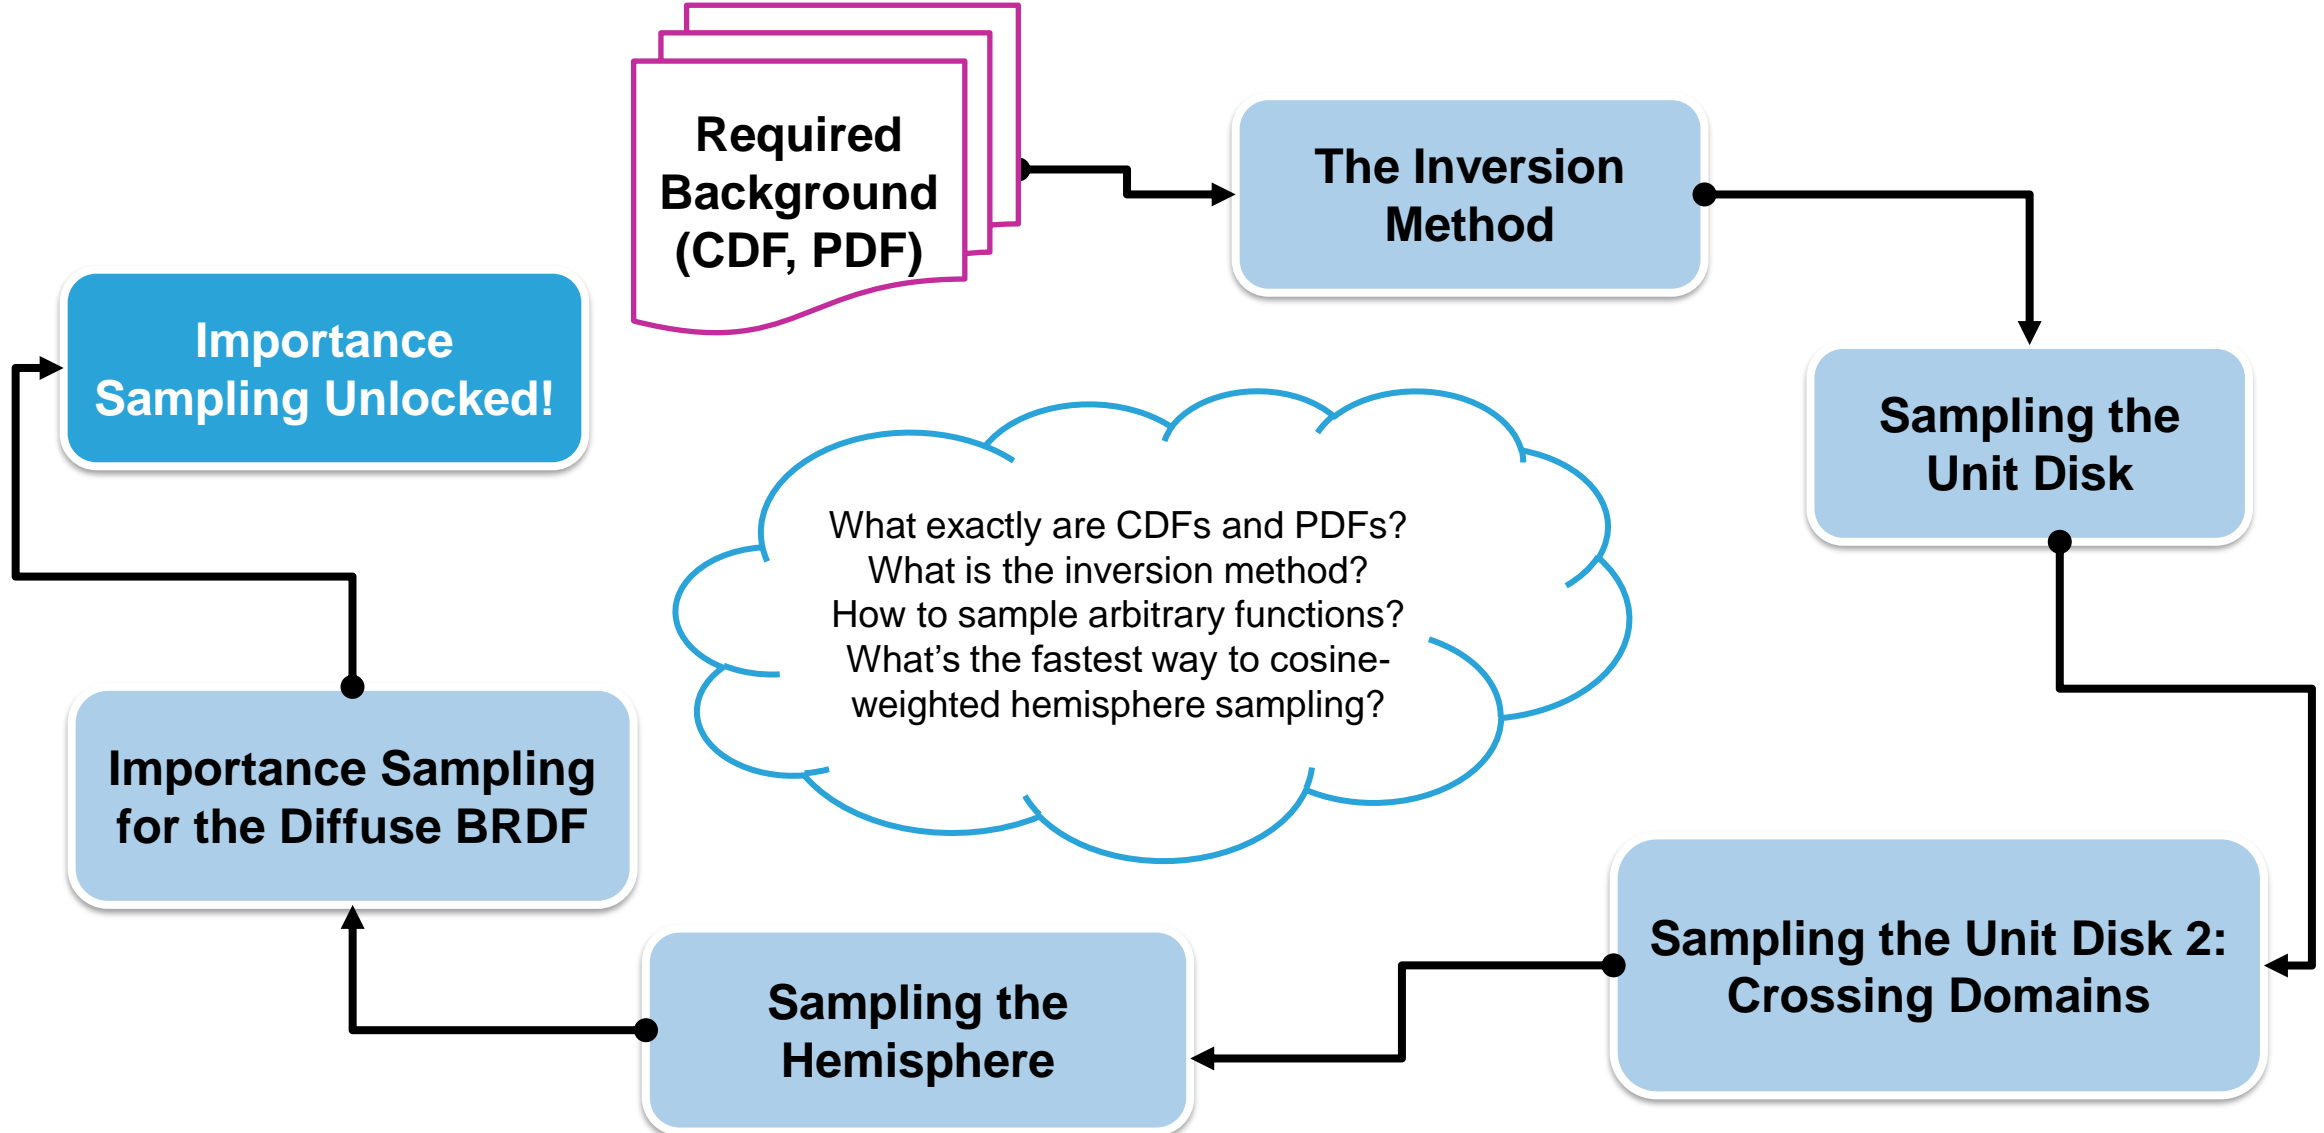 Required
Background
(CDF, PDF)
The Inversion
Method
Sampling the
Unit Disk
Sampling the Unit Disk 2:
Crossing Domains
Sampling the
Hemisphere
Importance Sampling
for the Diffuse BRDF
Importance
Sampling Unlocked!
What exactly are CDFs and PDFs?
What is the inversion method?
How to sample arbitrary functions?
What’s the fastest way to cosine-
weighted hemisphere sampling?